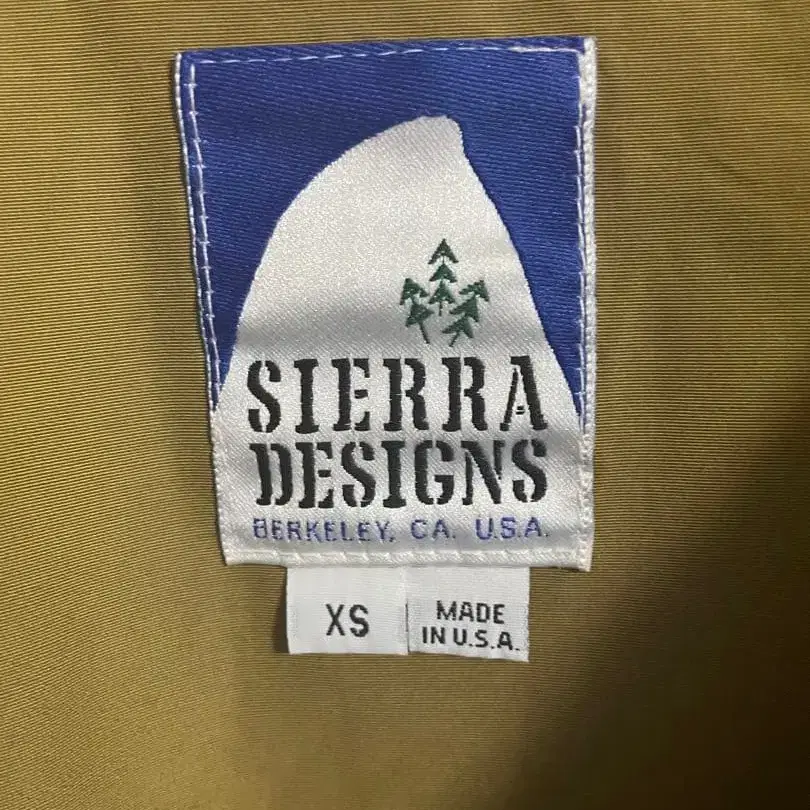 SIERRA
DESIGNS
BERKELEY, CA. U.S.A.
XS
MADE
IN U.S.A.